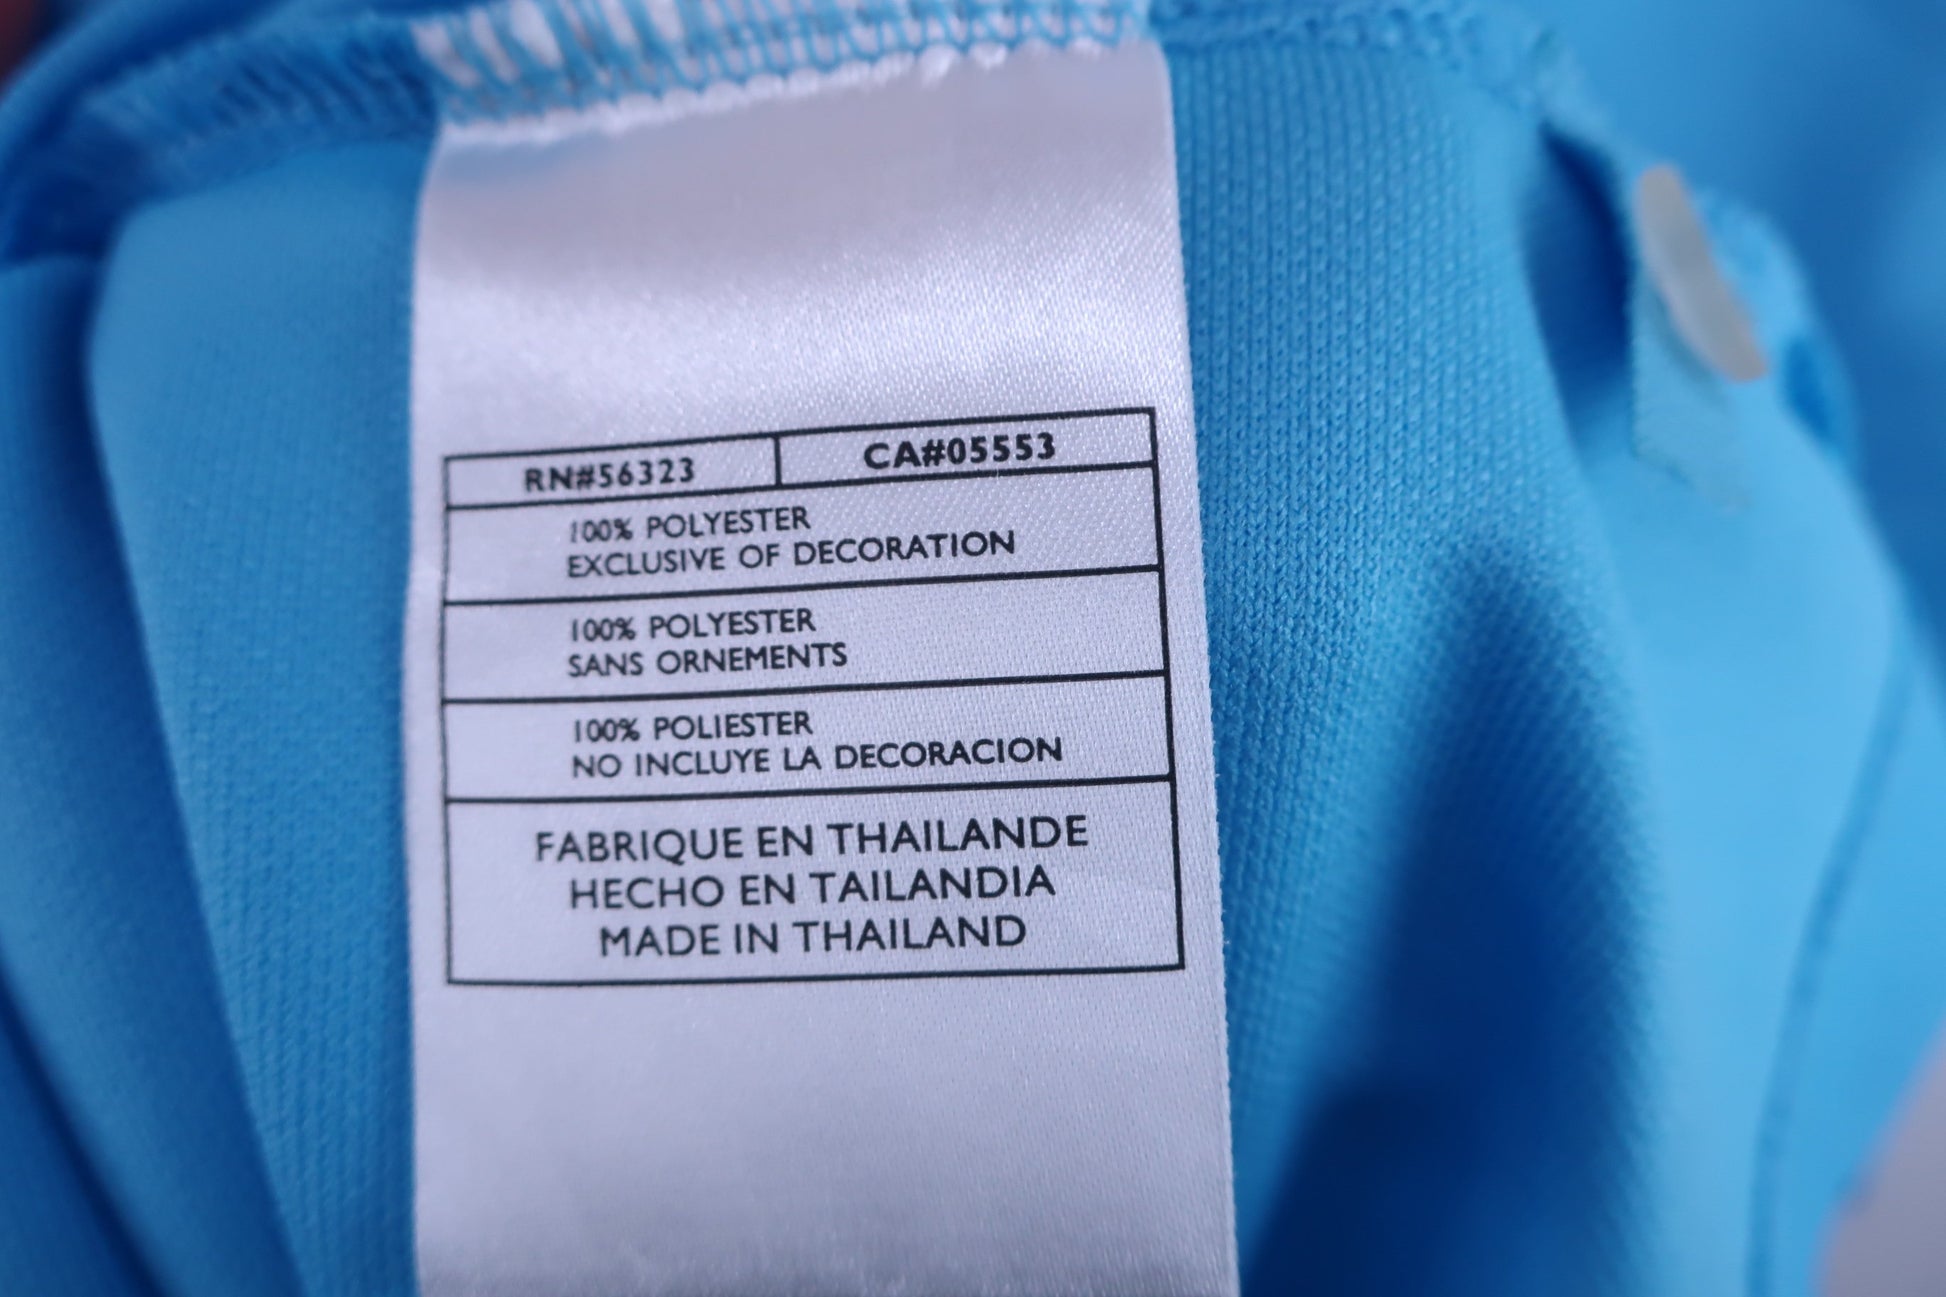 RN#56323 CA#05553
100% POLYESTER
EXCLUSIVE OF DECORATION
100% POLYESTER
SANS ORNEMENTS
100% POLIESTER
NO INCLUYE LA DECORACION
FABRIQUE EN THAILANDE
HECHO EN TAILANDIA
MADE IN THAILAND